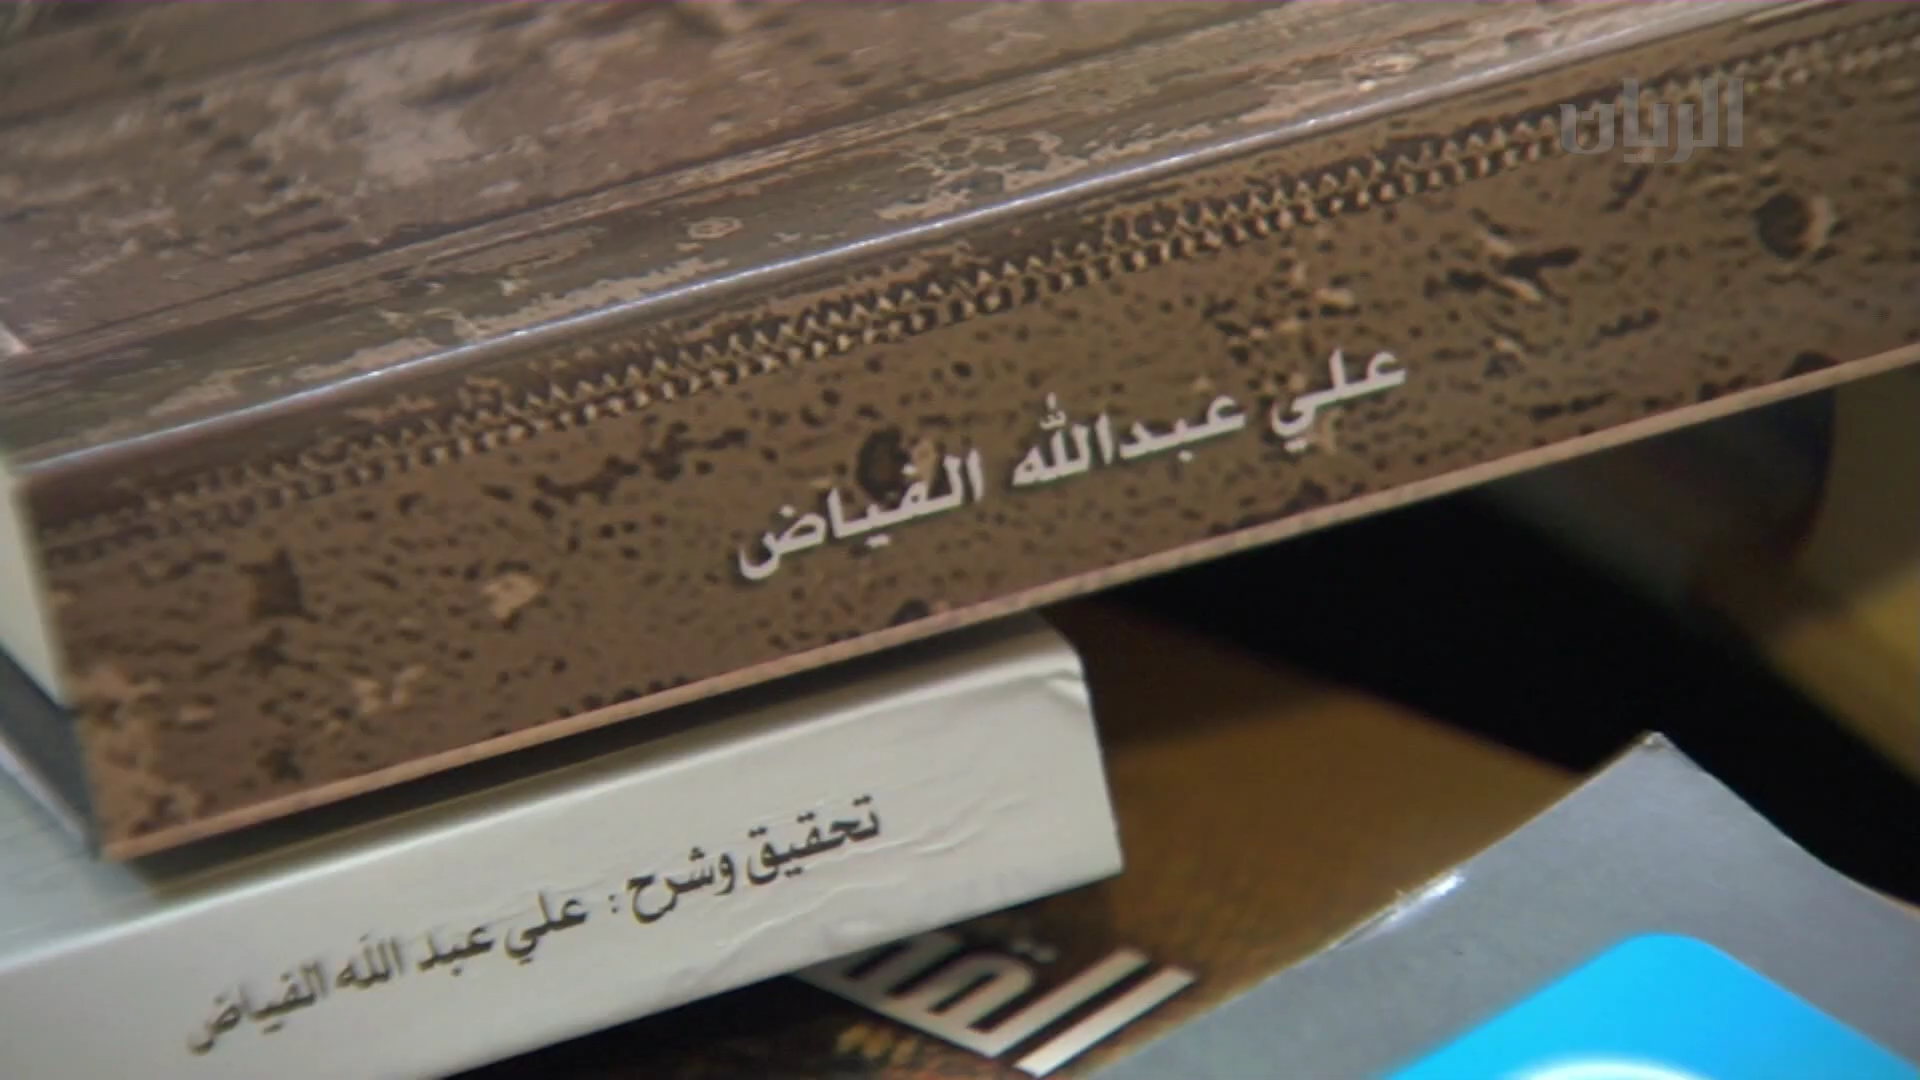 الريان
علي عبدالله الفياض
تحقيق وشرح : علي عبد الله الفياض